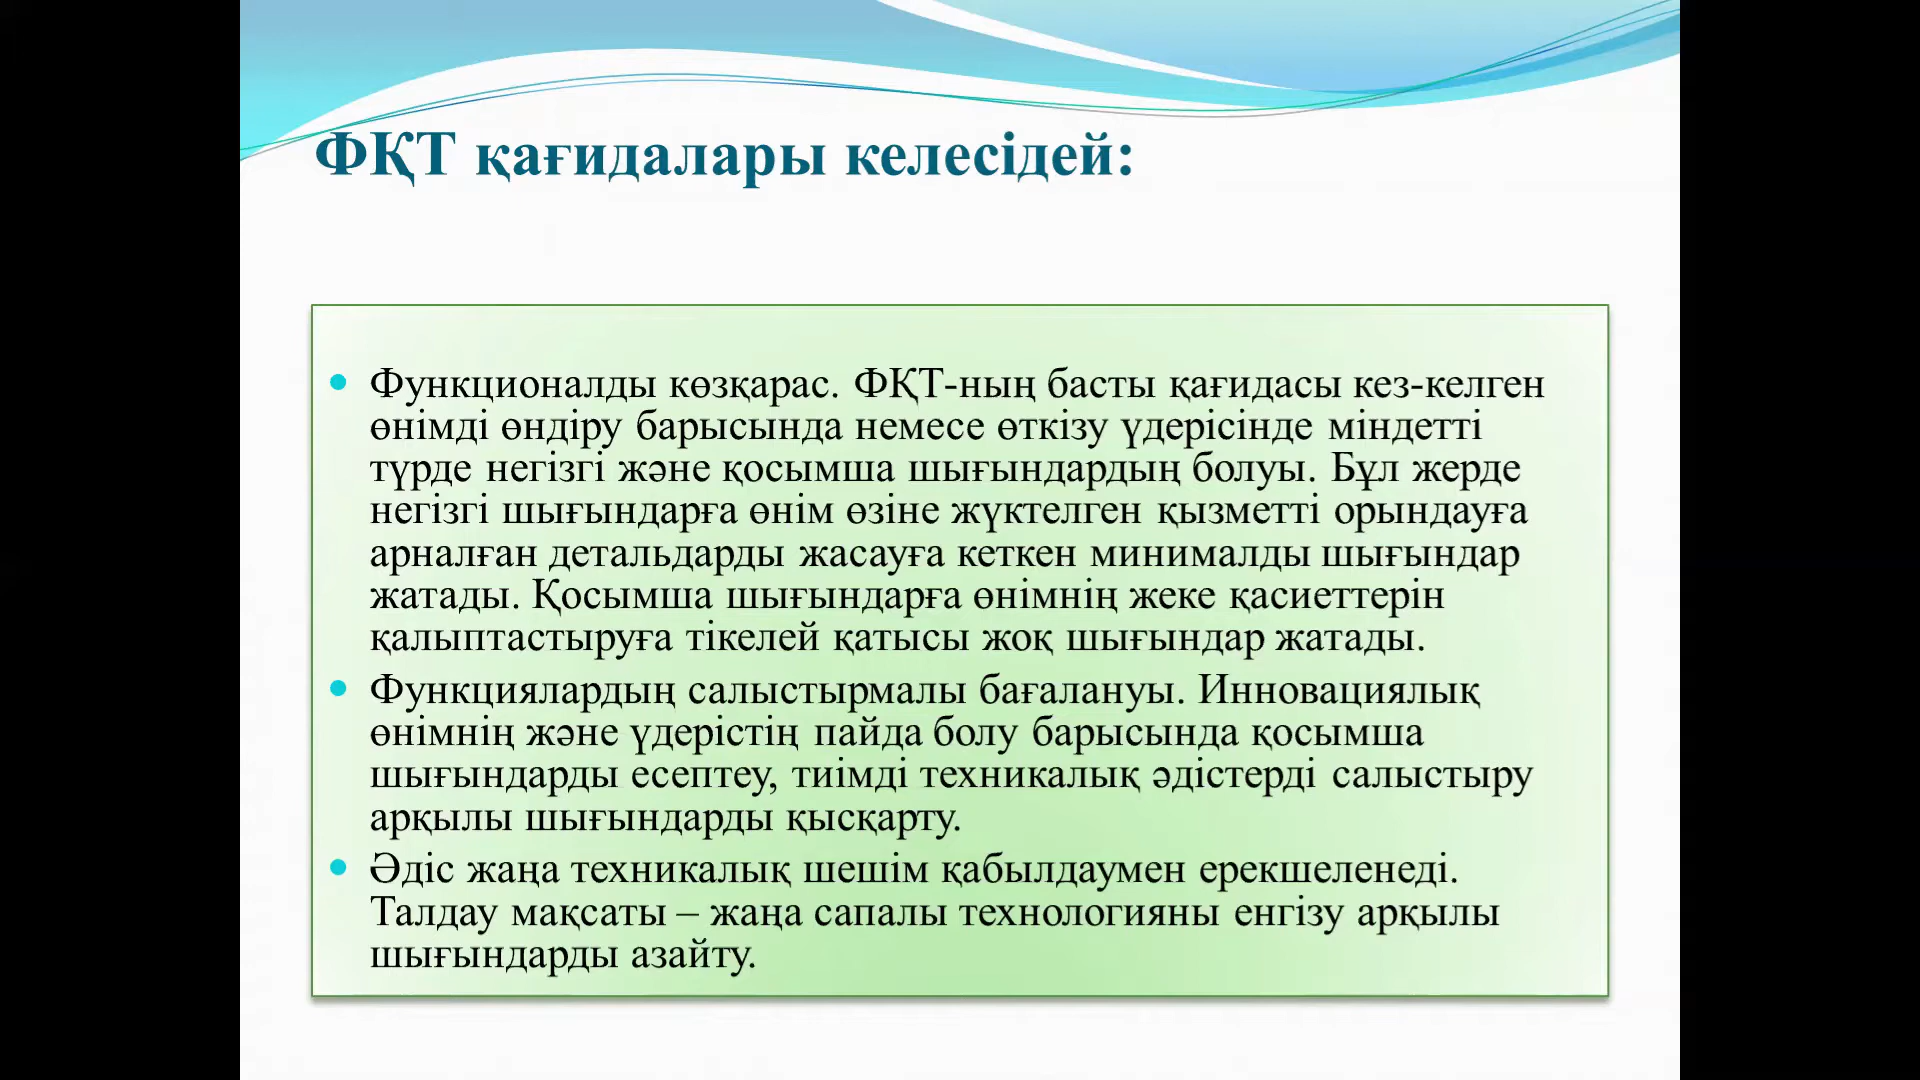 ФҚТ қағидалары келесідей:
Функционалды көзқарас. ФҚТ-ның басты қағидасы кез-келген
өнімді өндіру барысында немесе өткізу үдерісінде міндетті
түрде негізгі және қосымша шығындардың болуы. Бұл жерде
негізгі шығындарға өнім өзіне жүктелген қызметті орындауға
арналған детальдарды жасауға кеткен минималды шығындар
жатады. Қосымша шығындарға өнімнің жеке қасиеттерін
қалыптастыруға тікелей қатысы жоқ шығындар жатады.
Функциялардың салыстырмалы бағалануы. Инновациялық
өнімнің және үдерістің пайда болу барысында қосымша
шығындарды есептеу, тиімді техникалық әдістерді салыстыру
арқылы шығындарды қысқарту.
Әдіс жаңа техникалық шешім қабылдаумен ерекшеленеді.
Талдау мақсаты – жаңа сапалы технологияны енгізу арқылы
шығындарды азайту.